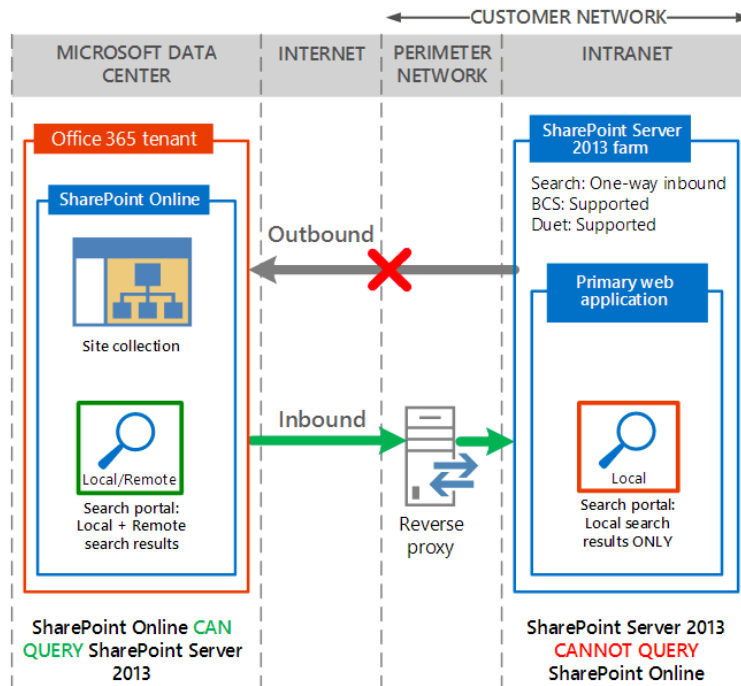 CUSTOMER NETWORK
MICROSOFT DATA
CENTER
INTERNET
PERIMETER
NETWORK
INTRANET
Office 365 tenant
SharePoint Online
Site collection
Local/Remote
Search portal:
Local + Remote
search results
Outbound
Inbound
Reverse
proxy
SharePoint Server
2013 farm
Search: One-way inbound
BCS: Supported
Duet: Supported
Primary web
application
Local
Search portal:
Local search
results ONLY
SharePoint Online CAN
QUERY SharePoint Server
2013
SharePoint Server 2013
CANNOT QUERY
SharePoint Online